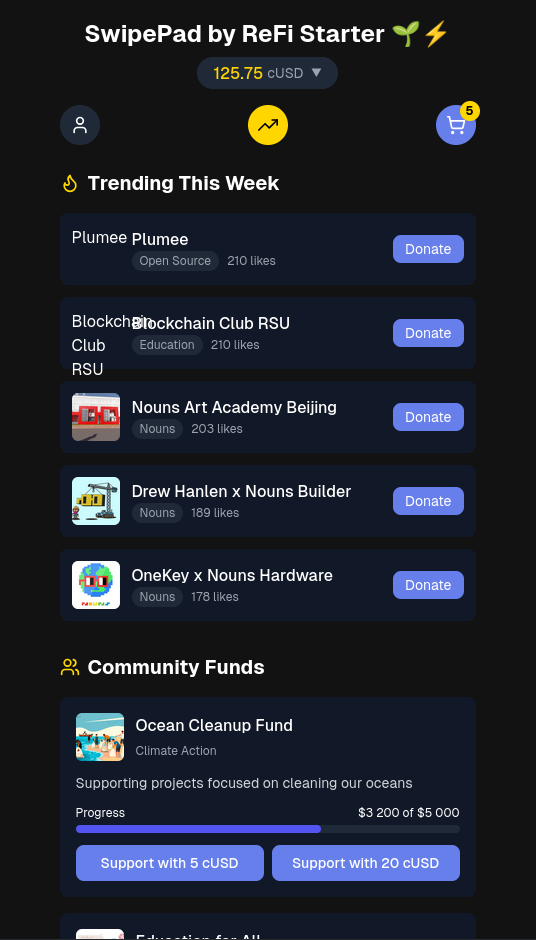 SwipePad by ReFi Starter 🌱⚡
125.75 cUSD ▼
5
Trending This Week
Plumee
Plumee
Open Source 210 likes
Donate
Blockchain
Club
RSU
Blockchain Club RSU
Education 210 likes
Donate
Nouns Art Academy Beijing
Nouns 203 likes
Donate
Drew Hanlen x Nouns Builder
Nouns 189 likes
Donate
OneKey x Nouns Hardware
Nouns 178 likes
Donate
Community Funds
Ocean Cleanup Fund
Climate Action
Supporting projects focused on cleaning our oceans
Progress $3 200 of $5 000
Support with 5 cUSD Support with 20 cUSD
Education for All